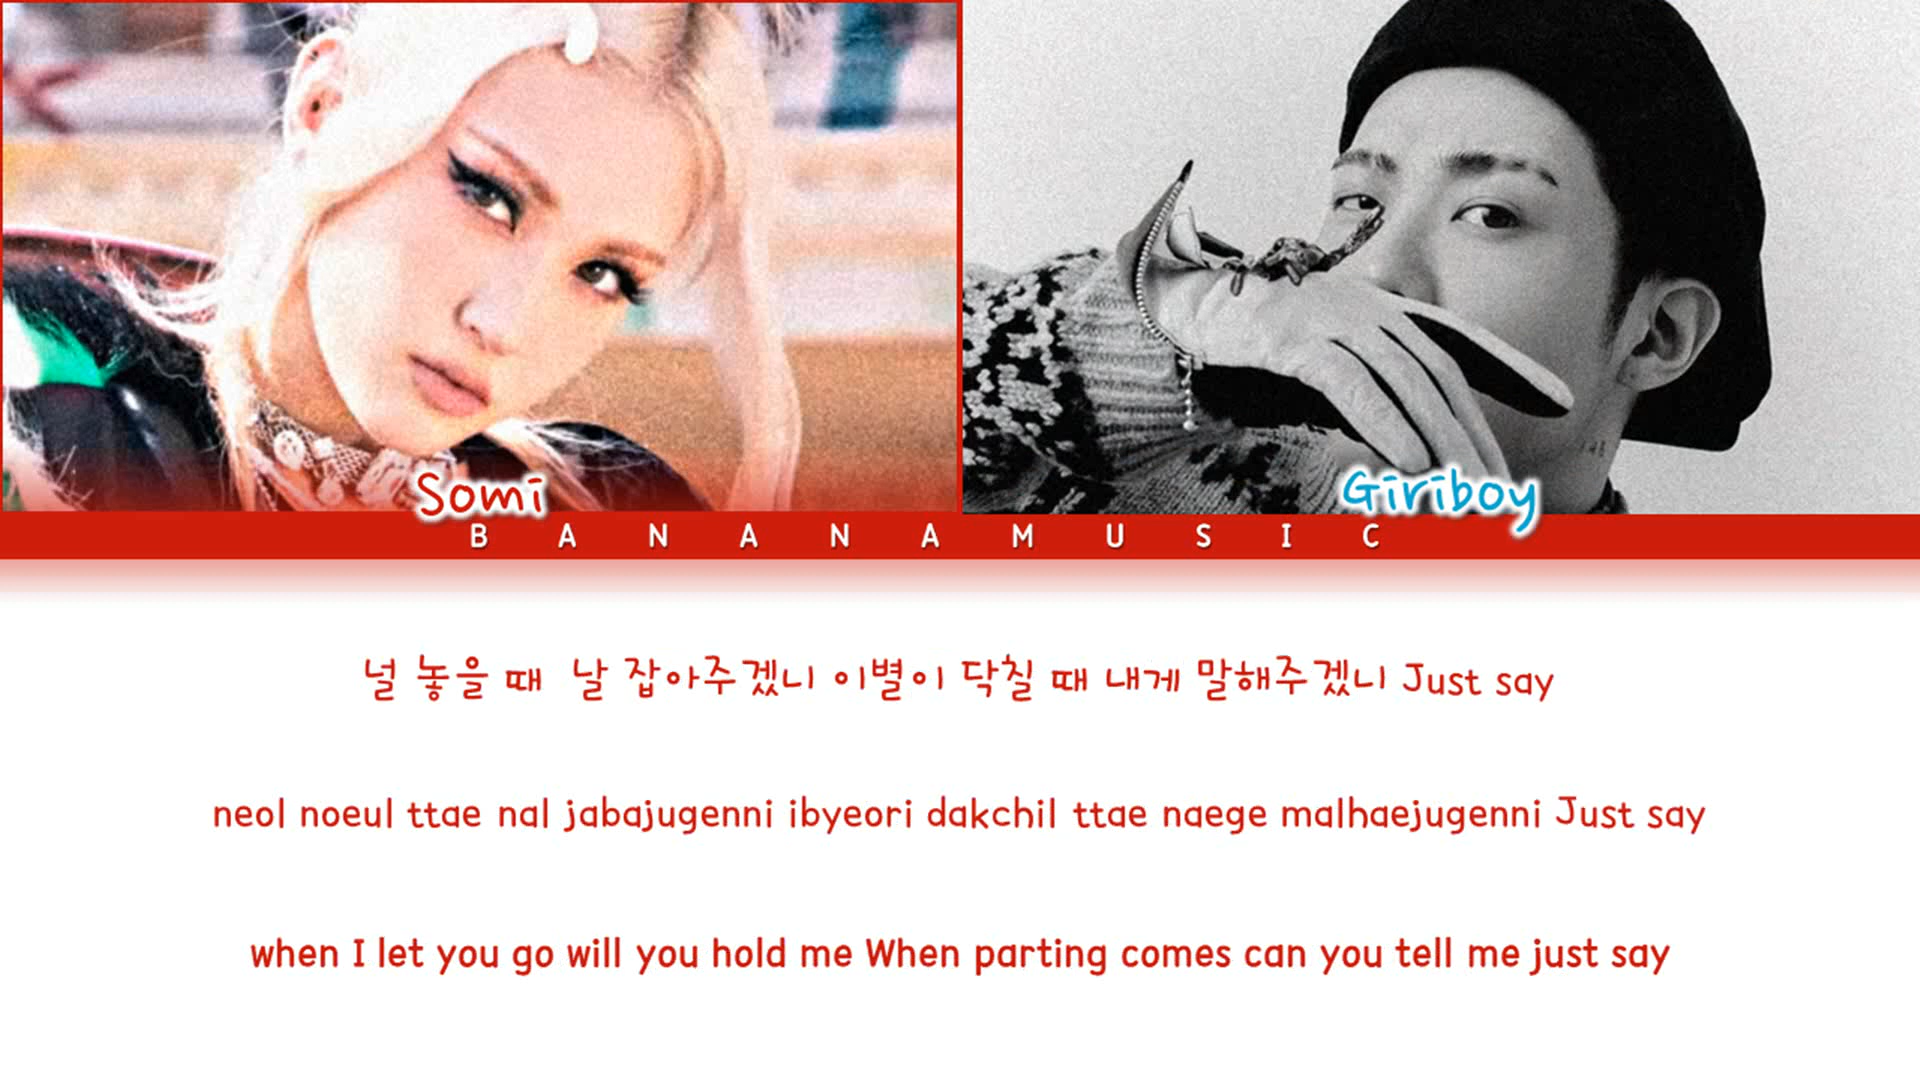 Somi
Giriboy
BANANAMUSIC
널 놓을 때 날 잡아주겠니 이별이 닥칠 때 내게 말해주겠니 Just say
neol noeul ttae nal jabajugenni ibyeori dakchil ttae naege malhaejugenni Just say
when I let you go will you hold me When parting comes can you tell me just say